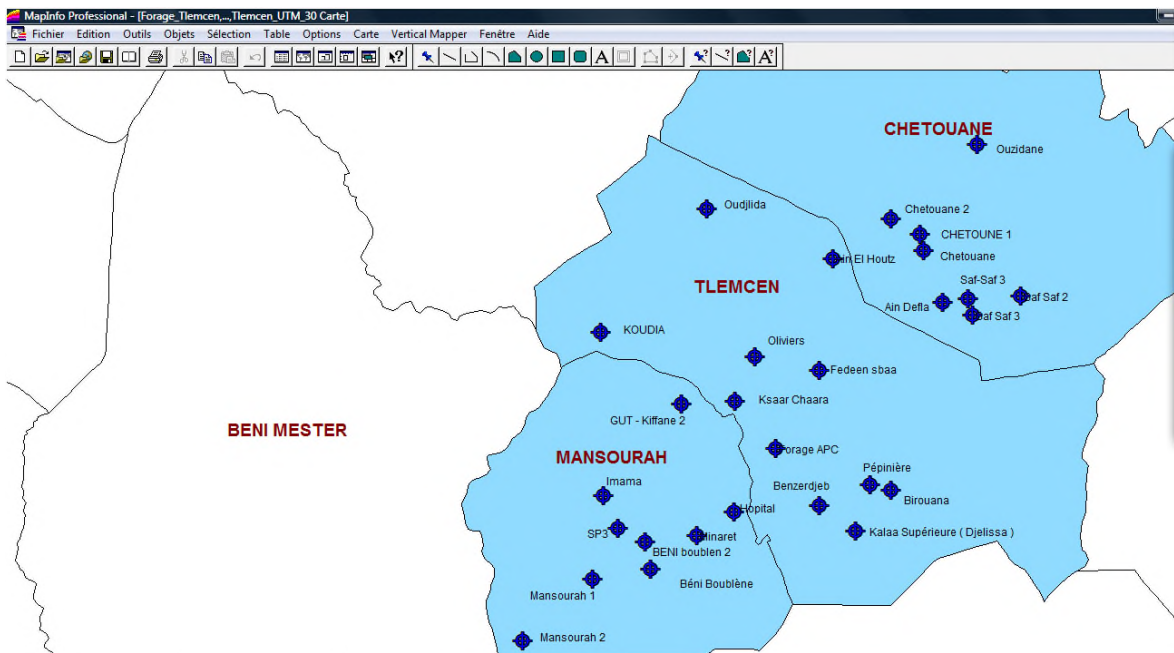 MapInfo Professional - [Forage_Tlemcen,...,Tlemcen_UTM_30 Carte]
Fichier Edition Outils Objets Sélection Table Options Carte Vertical Mapper Fenêtre Aide
CHETOUANE
Ouzidane
Oudjlida
Chetouane 2
CHETOUNE 1
Chetouane
in El Houtz
TLEMCEN
Saf-Saf 3
Saf Saf 2
Ain Defla
Saf Saf 3
KOUDIA
Oliviers
Fedeen sbaa
Ksaar Chaara
GUT - Kiffane 2
BENI MESTER
MANSOURAH
Forage APC
Pépinière
Imama
Benzerdjeb
Birouana
Hopital
SP3
Minaret
Kalaa Supérieure ( Djelissa )
BENI boublen 2
Béni Boublène
Mansourah 1
Mansourah 2